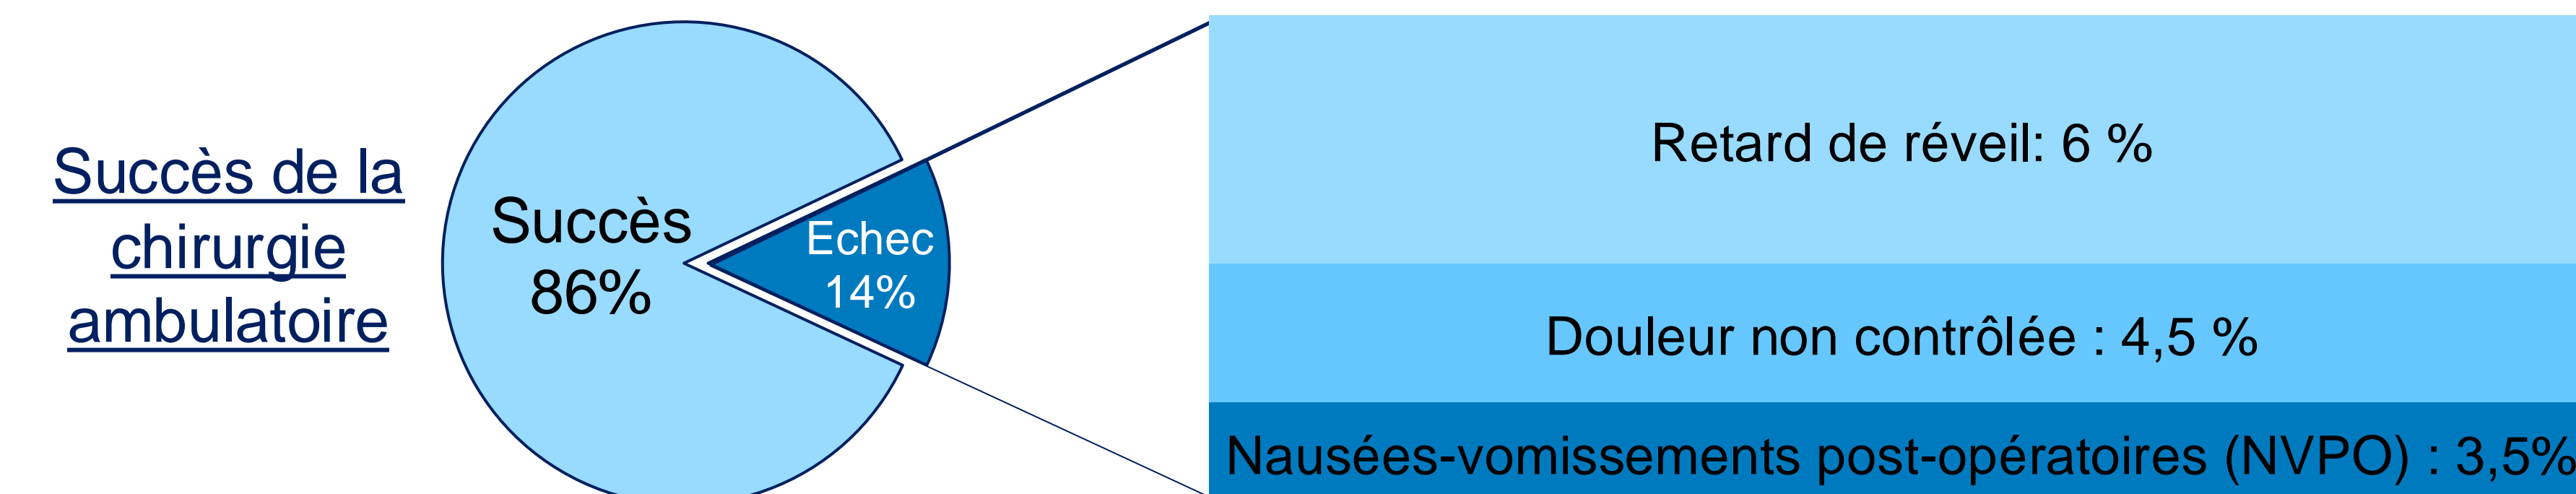 Succès de la
chirurgie
ambulatoire
Succès
86%
Echec
14%
Retard de réveil: 6 %
Douleur non contrôlée : 4,5 %
Nausées-vomissements post-opératoires (NVPO) : 3,5%